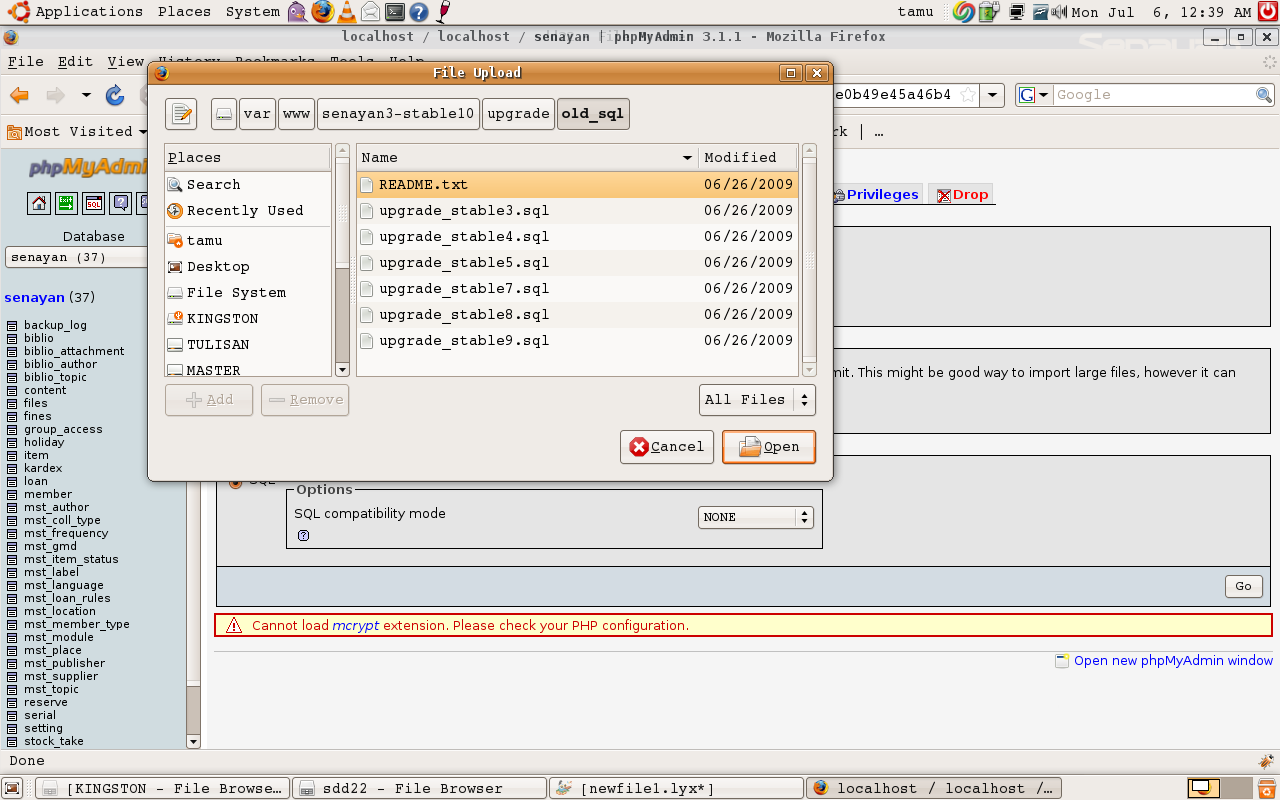 Applications Places System tamu Mon Jul 6, 12:39 AM
localhost / localhost / senayan | phpMyAdmin 3.1.1 - Mozilla Firefox
File Edit View History Bookmarks Tools Help
File Upload
e0b49e45a46b4 Google
var www senayan3-stable10 upgrade old_sql
Most Visited …
phpMyAdmin
Places Name Modified
Search README.txt 06/26/2009
Recently Used upgrade_stable3.sql 06/26/2009
tamu upgrade_stable4.sql 06/26/2009
Desktop upgrade_stable5.sql 06/26/2009
File System upgrade_stable7.sql 06/26/2009
KINGSTON upgrade_stable8.sql 06/26/2009
TULISAN upgrade_stable9.sql 06/26/2009
MASTER
Add Remove All Files
Cancel Open
Privileges Drop
mit. This might be good way to import large files, however it can
SQL
Options
SQL compatibility mode NONE
Go
Cannot load mcrypt extension. Please check your PHP configuration.
Open new phpMyAdmin window
Database
senayan (37)
senayan (37)
backup_log
biblio
biblio_attachment
biblio_author
biblio_topic
content
files
fines
group_access
holiday
item
kardex
loan
member
mst_author
mst_coll_type
mst_frequency
mst_gmd
mst_item_status
mst_label
mst_language
mst_loan_rules
mst_location
mst_member_type
mst_module
mst_place
mst_publisher
mst_supplier
mst_topic
reserve
serial
setting
stock_take
Done
[KINGSTON - File Browse... sdd22 - File Browser [newfile1.lyx*] localhost / localhost /...